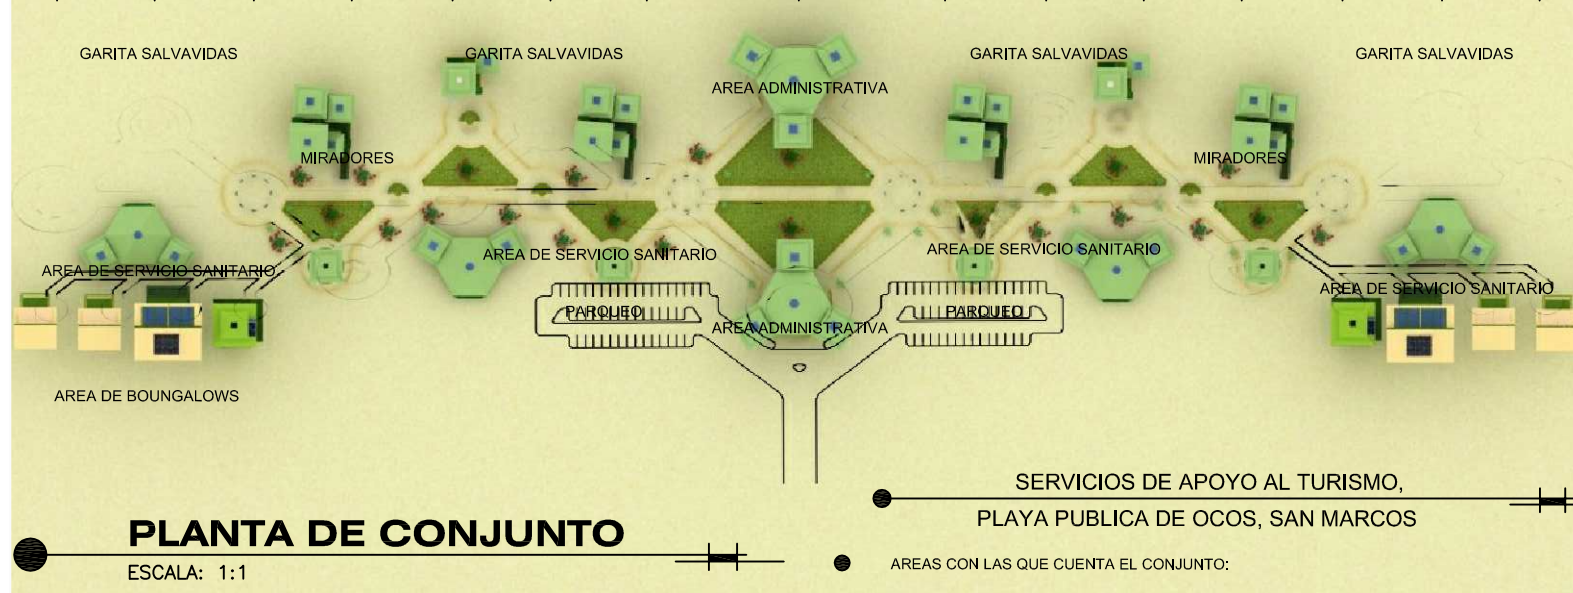 GARITA SALVAVIDAS
GARITA SALVAVIDAS
GARITA SALVAVIDAS
GARITA SALVAVIDAS
AREA ADMINISTRATIVA
MIRADORES
MIRADORES
AREA DE SERVICIO SANITARIO
AREA DE SERVICIO SANITARIO
AREA DE SERVICIO SANITARIO
AREA DE SERVICIO SANITARIO
PARQUEO
PARQUEO
AREA ADMINISTRATIVA
AREA DE BOUNGALOWS
SERVICIOS DE APOYO AL TURISMO,
PLAYA PUBLICA DE OCOS, SAN MARCOS
PLANTA DE CONJUNTO
ESCALA: 1:1
AREAS CON LAS QUE CUENTA EL CONJUNTO: